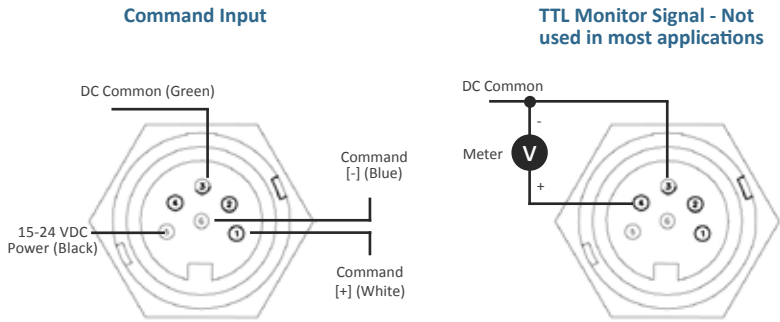 Command Input
DC Common (Green)
Command
[-] (Blue)
15-24 VDC
Power (Black)
Command
[+] (White)
3
4
2
6
5
1
TTL Monitor Signal - Not
used in most applications
DC Common
-
Meter
V
+
3
4
2
6
5
1